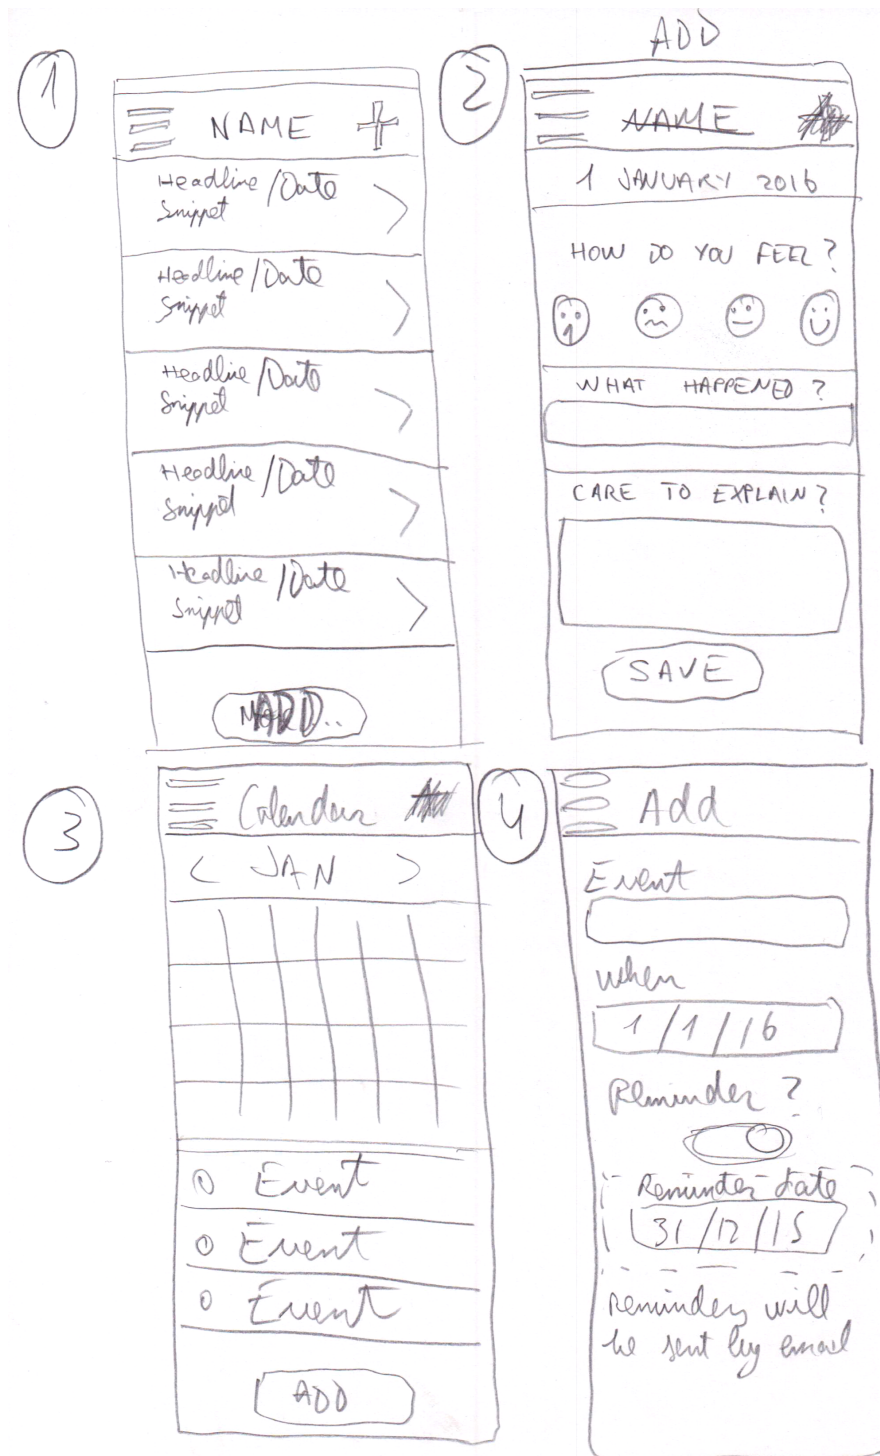 1
NAME +
Headline / Date
Snippet
Headline / Date
Snippet
Headline / Date
Snippet
Headline / Date
Snippet
Headline / Date
Snippet
ADD
2
NAME
1 JANUARY 2016
HOW DO YOU FEEL?
WHAT HAPPENED?
CARE TO EXPLAIN?
SAVE
3
Calendar
< JAN >
Event
Event
Event
ADD
4
Add
Event
when
1/1/16
Reminder?
Reminder date
31/12/15
Reminders will
be sent by email